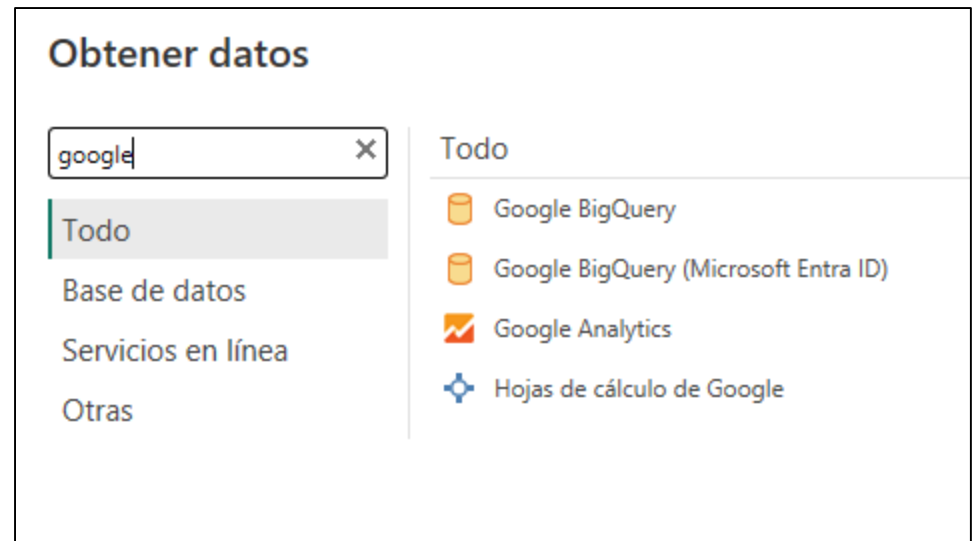 Obtener datos
google
Todo
Base de datos
Servicios en línea
Otras
Todo
Google BigQuery
Google BigQuery (Microsoft Entra ID)
Google Analytics
Hojas de cálculo de Google